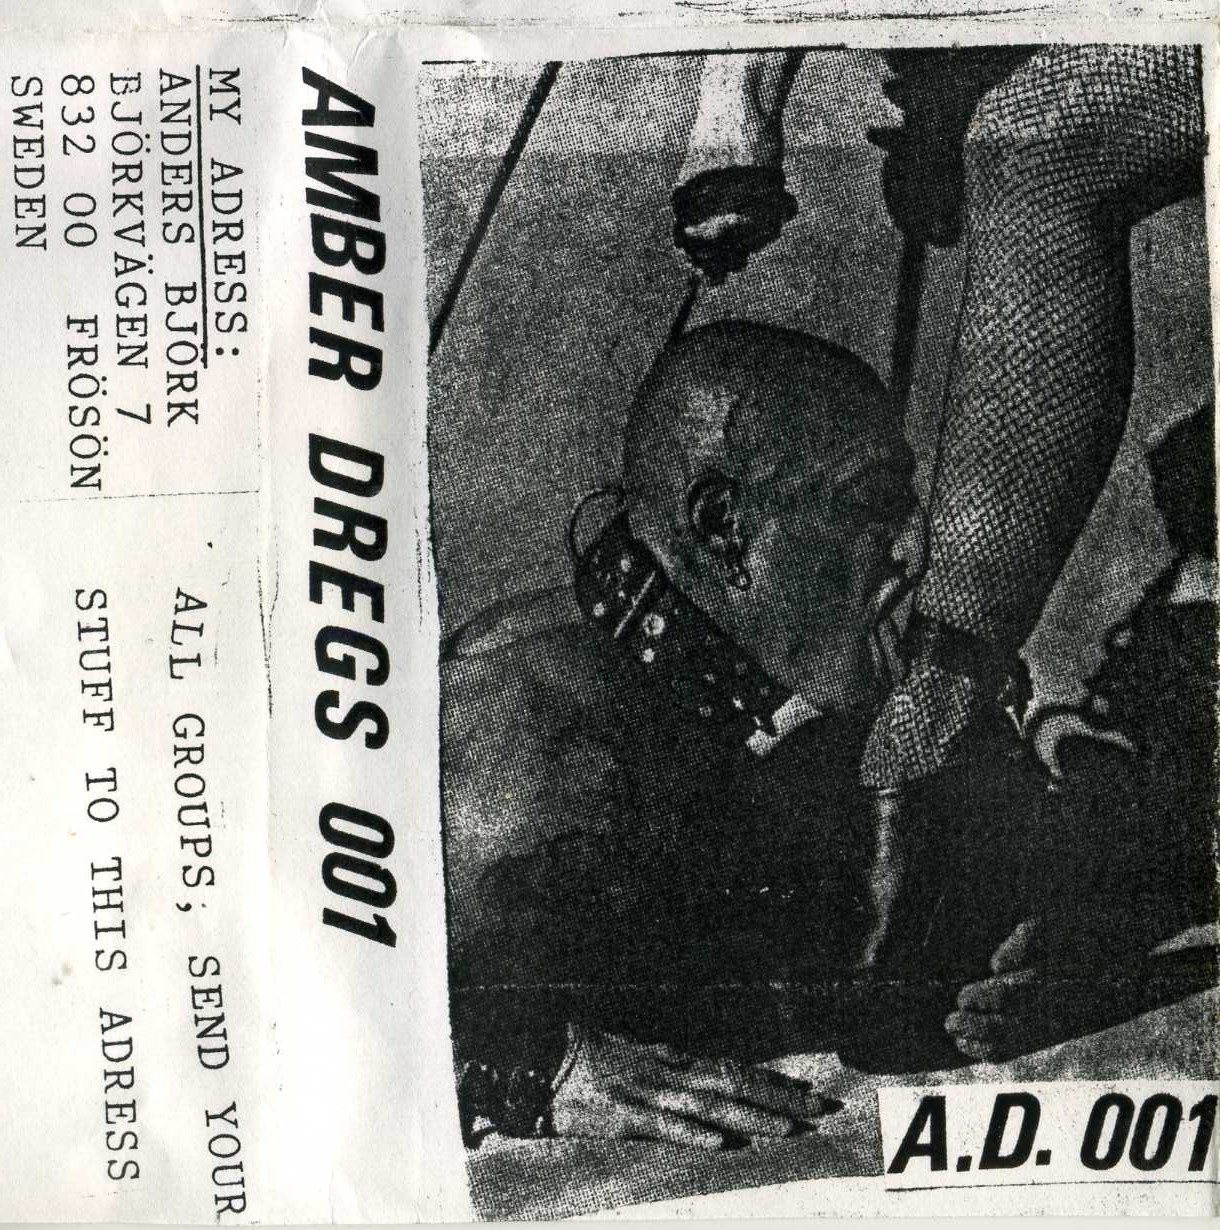 MY ADRESS:
ANDERS BJÖRK
BJÖRKVÄGEN 7
832 00 FRÖSÖN
SWEDEN
ALL GROUPS; SEND YOUR
STUFF TO THIS ADRESS
AMBER DREGS 001
A.D. 001